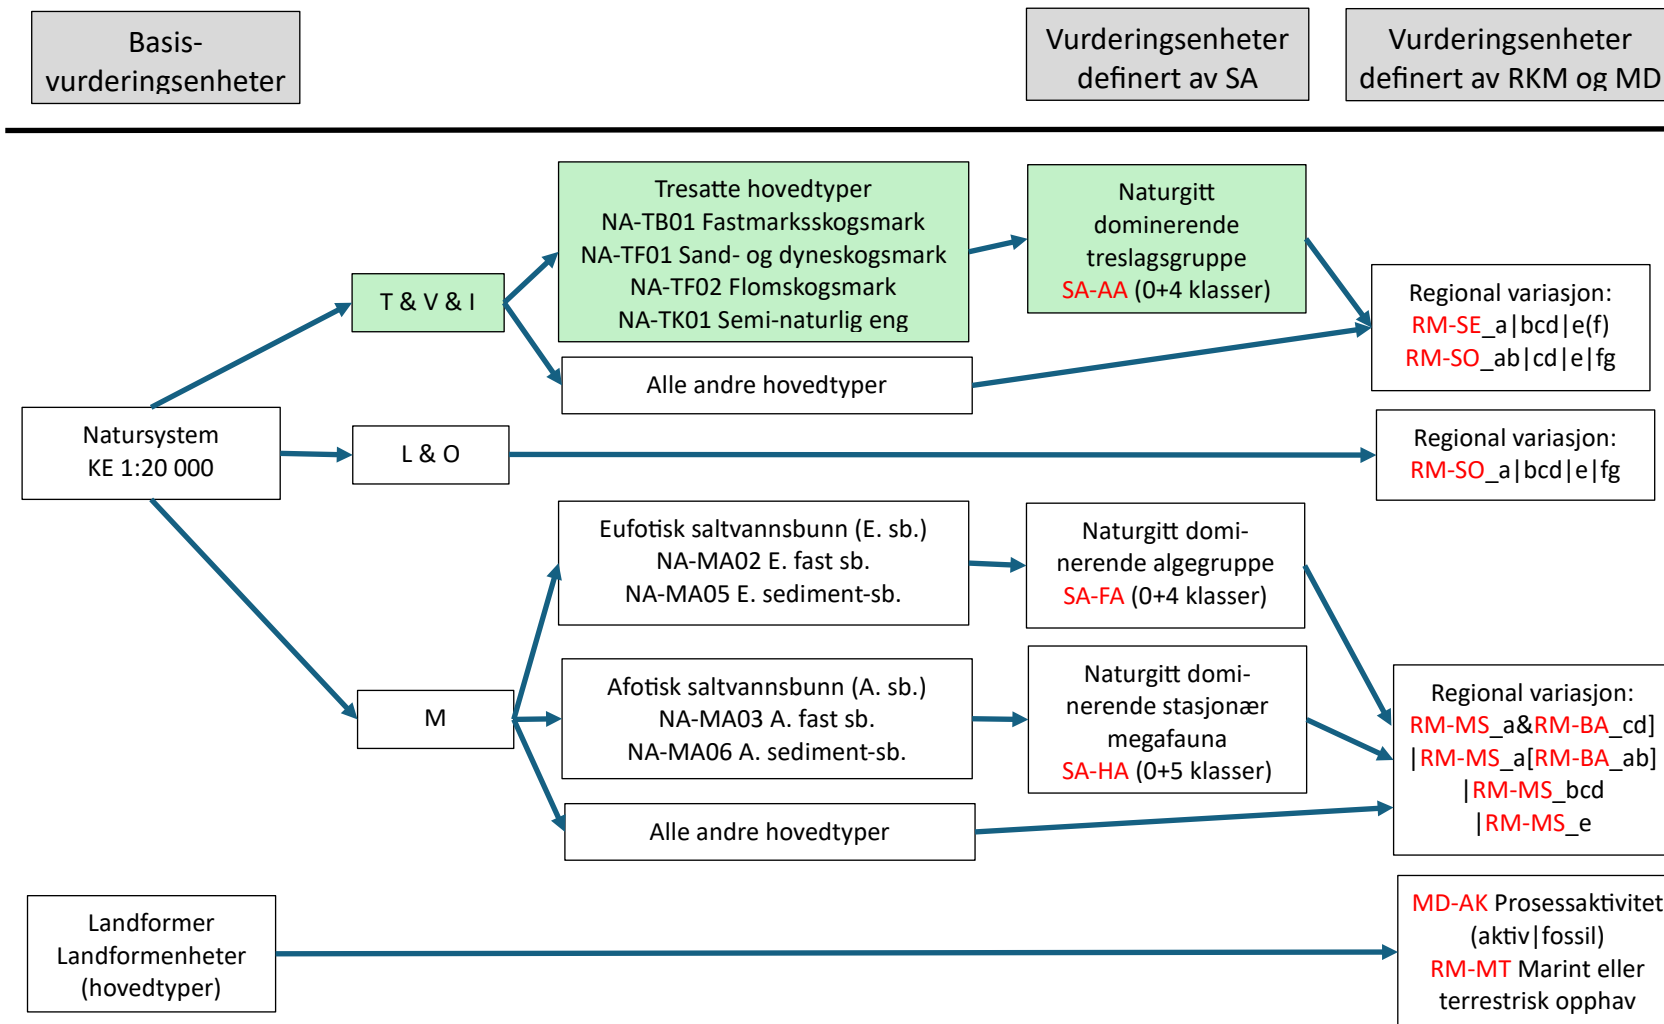 Basis-
vurderingsenheter
Vurderingsenheter
definert av SA
Vurderingsenheter
definert av RKM og MD
Tresatte hovedtyper
NA-TB01 Fastmarksskogsmark
NA-TF01 Sand- og dyneskogsmark
NA-TF02 Flomskogsmark
NA-TK01 Semi-naturlig eng
Naturgitt
dominerende
treslagsgruppe
SA-AA (0+4 klasser)
T & V & I
Regional variasjon:
RM-SE_a|bcd|e(f)
RM-SO_ab|cd|e|fg
Alle andre hovedtyper
Natursystem
KE 1:20 000
L & O
Regional variasjon:
RM-SO_a|bcd|e|fg
Eufotisk saltvannsbunn (E. sb.)
NA-MA02 E. fast sb.
NA-MA05 E. sediment-sb.
Naturgitt domi-
nerende algegruppe
SA-FA (0+4 klasser)
M
Afotisk saltvannsbunn (A. sb.)
NA-MA03 A. fast sb.
NA-MA06 A. sediment-sb.
Naturgitt domi-
nerende stasjonær
megafauna
SA-HA (0+5 klasser)
Regional variasjon:
RM-MS_a&RM-BA_cd]
|RM-MS_a[RM-BA_ab]
|RM-MS_bcd
|RM-MS_e
Alle andre hovedtyper
Landformer
Landformenheter
(hovedtyper)
MD-AK Prosessaktivitet
(aktiv|fossil)
RM-MT Marint eller
terrestrisk opphav